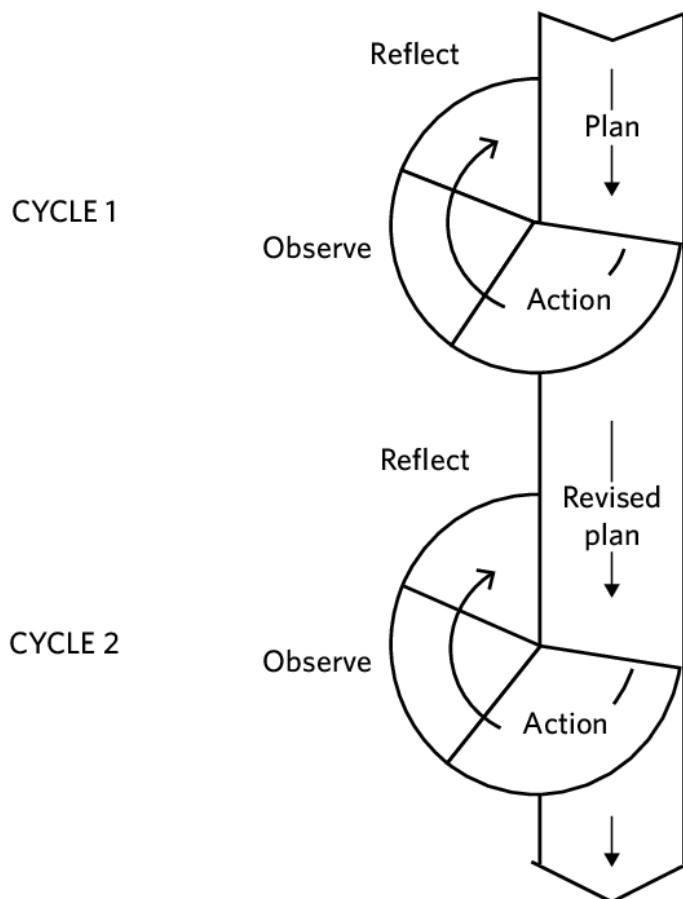 Reflect
Plan
CYCLE 1
Observe
Action
Reflect
Revised
plan
CYCLE 2
Observe
Action